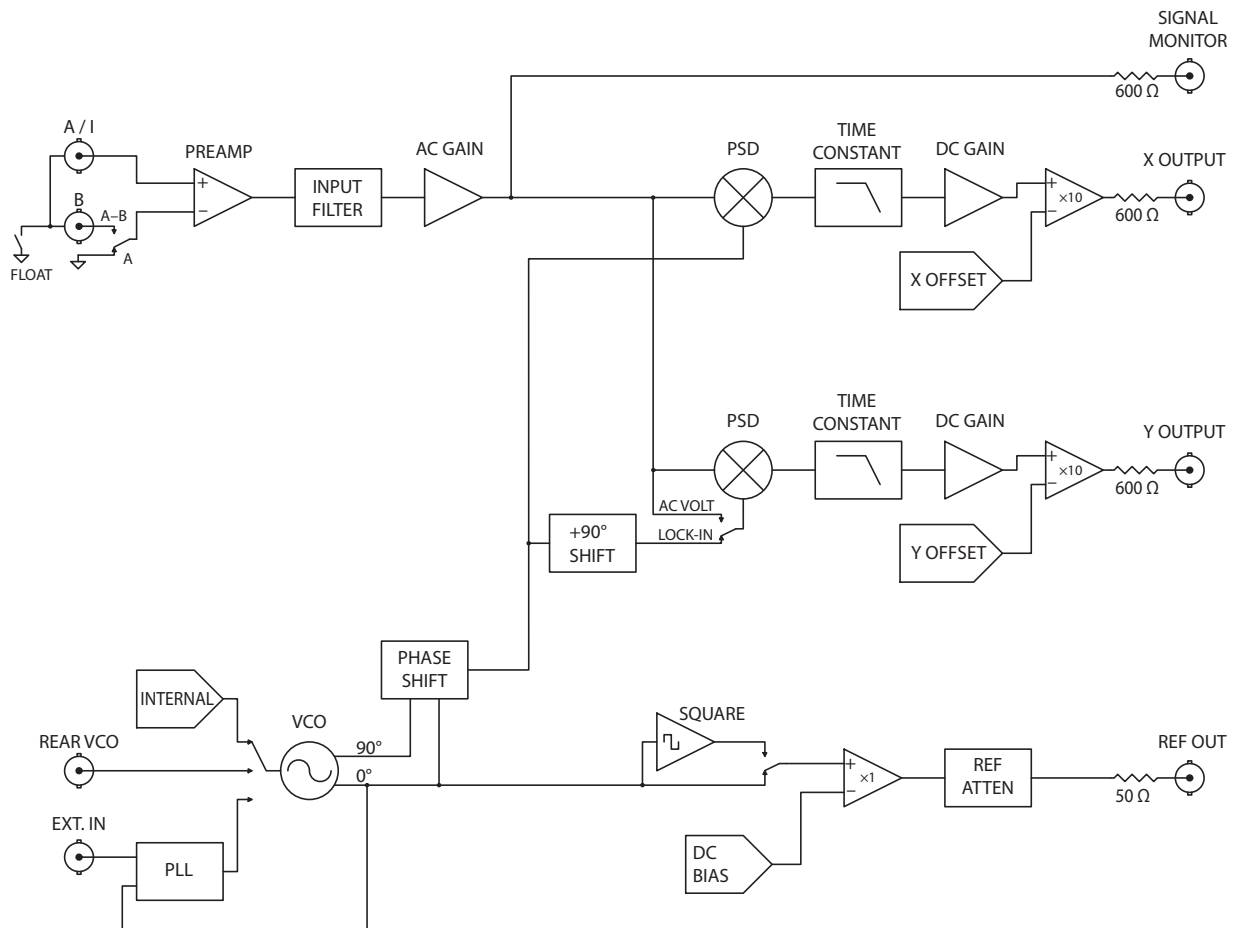 SIGNAL
MONITOR
600 Ω
A / I
PREAMP
AC GAIN
PSD
TIME
CONSTANT
DC GAIN
X OUTPUT
+
−
INPUT
FILTER
+
−
×10
600 Ω
B
A–B
A
FLOAT
X OFFSET
PSD
TIME
CONSTANT
DC GAIN
Y OUTPUT
+
−
×10
600 Ω
AC VOLT
LOCK-IN
+90°
SHIFT
Y OFFSET
PHASE
SHIFT
INTERNAL
VCO
90°
0°
SQUARE
REAR VCO
+
−
×1
REF
ATTEN
REF OUT
50 Ω
EXT. IN
PLL
DC
BIAS